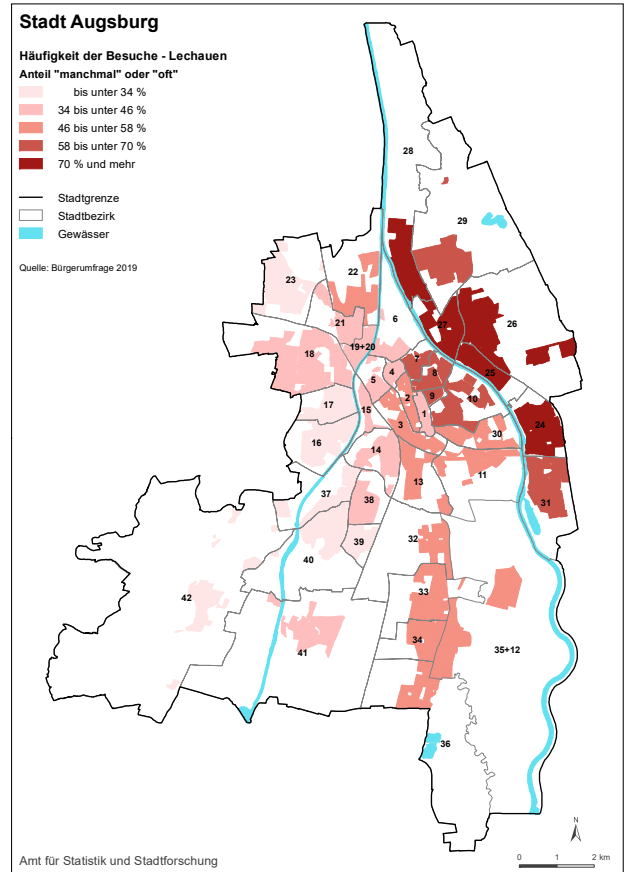 Stadt Augsburg
Häufigkeit der Besuche - Lechauen
Anteil "manchmal" oder "oft"
bis unter 34 %
34 bis unter 46 %
46 bis unter 58 %
58 bis unter 70 %
70 % und mehr
Stadtgrenze
Stadtbezirk
Gewässer
Quelle: Bürgerumfrage 2019
28
29
22
23
6
26
21
27
19+20
18
7
4
8
25
5
9
10
2
17
15
1
24
3
30
16
14
13
11
37
38
31
32
39
40
33
42
34
41
35+12
36
N
Amt für Statistik und Stadtforschung
0 1 2 km